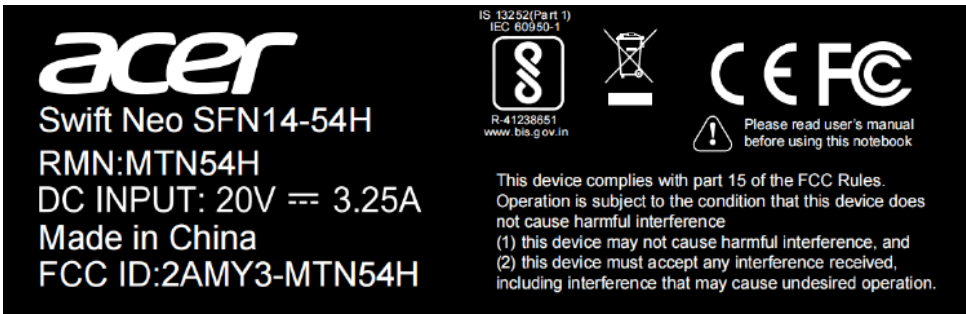 acer
Swift Neo SFN14-54H
RMN:MTN54H
DC INPUT: 20V ⎓ 3.25A
Made in China
FCC ID:2AMY3-MTN54H
IS 13252(Part 1)
IEC 60950-1
R-41238651
www.bis.gov.in
CE FC
Please read user's manual
before using this notebook
This device complies with part 15 of the FCC Rules.
Operation is subject to the condition that this device does
not cause harmful interference
(1) this device may not cause harmful interference, and
(2) this device must accept any interference received,
including interference that may cause undesired operation.